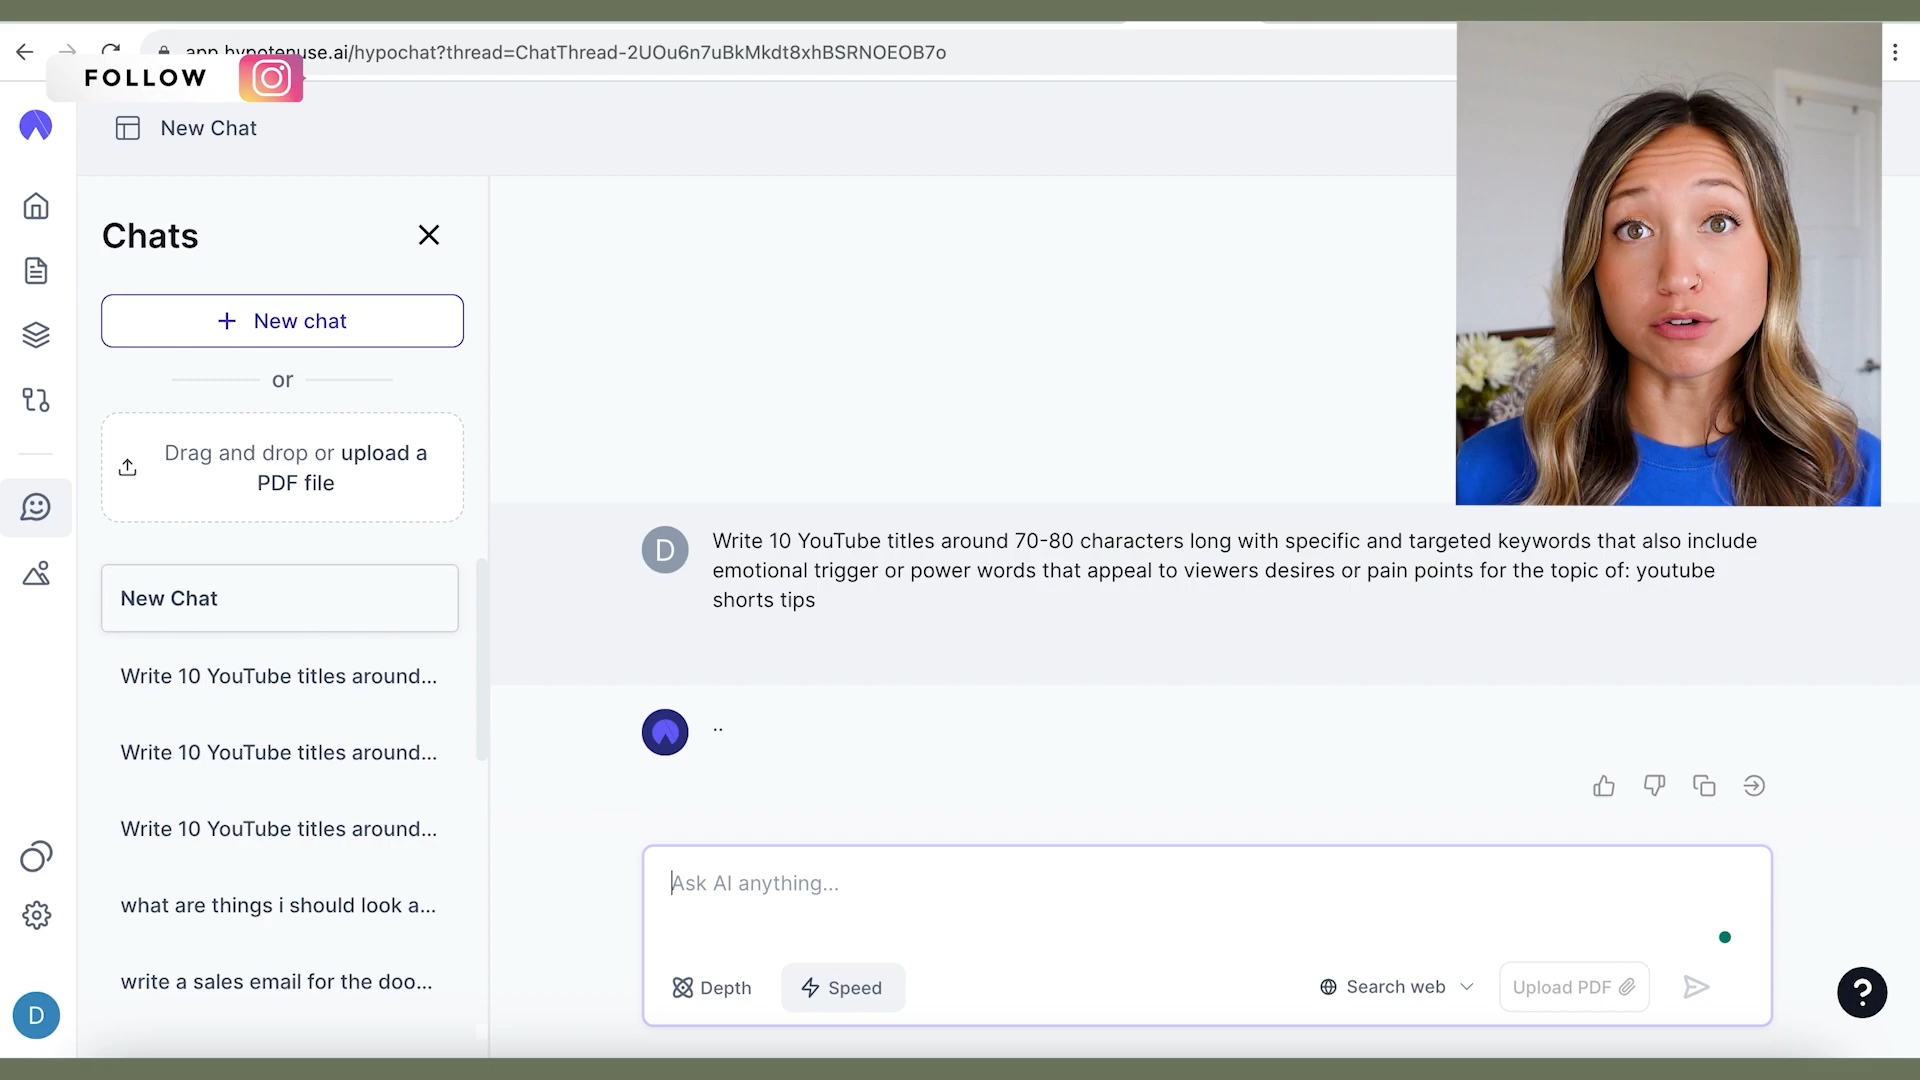 app.hypotenuse.ai/hypochat?thread=ChatThread-2UOu6n7uBkMkdt8xhBSRNOEOB7o
FOLLOW
New Chat
Chats
+ New chat
or
Drag and drop or upload a
PDF file
New Chat
Write 10 YouTube titles around...
Write 10 YouTube titles around...
Write 10 YouTube titles around...
what are things i should look a...
write a sales email for the doo...
D
D
Write 10 YouTube titles around 70-80 characters long with specific and targeted keywords that also include
emotional trigger or power words that appeal to viewers desires or pain points for the topic of: youtube
shorts tips
..
Ask AI anything...
Depth
Speed
Search web
Upload PDF
?